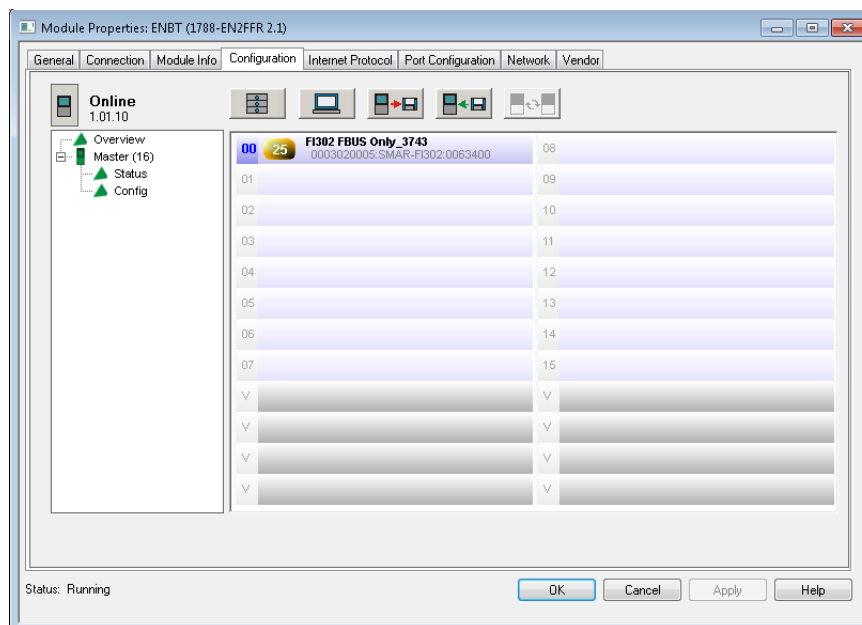 Module Properties: ENBT (1788-EN2FFR 2.1)
General Connection Module Info Configuration Internet Protocol Port Configuration Network Vendor
Online
1.01.10
Overview
Master (16)
Status
Config
00 25 FI302 FBUS Only_3743
0003020005:SMAR-FI302:0063400
08
01 09
02 10
03 11
04 12
05 13
06 14
07 15
V V
V V
V V
V V
Status: Running
OK Cancel Apply Help